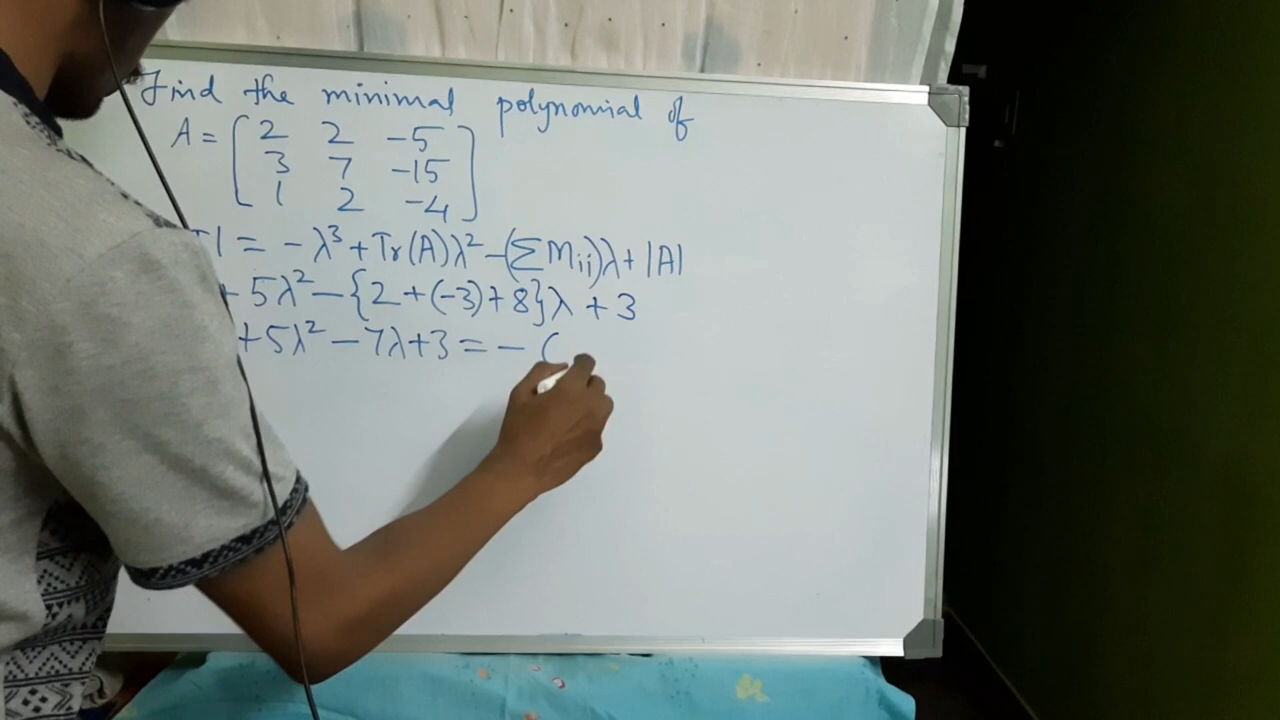 Find the minimal polynomial of
A = [ 2 2 -5
3 7 -15
1 2 -4 ]
I| = -λ³ + Tr(A)λ² - (ΣMᵢᵢ)λ + |A|
+ 5λ² - {2 + (-3) + 8}λ + 3
+ 5λ² - 7λ + 3 = - (